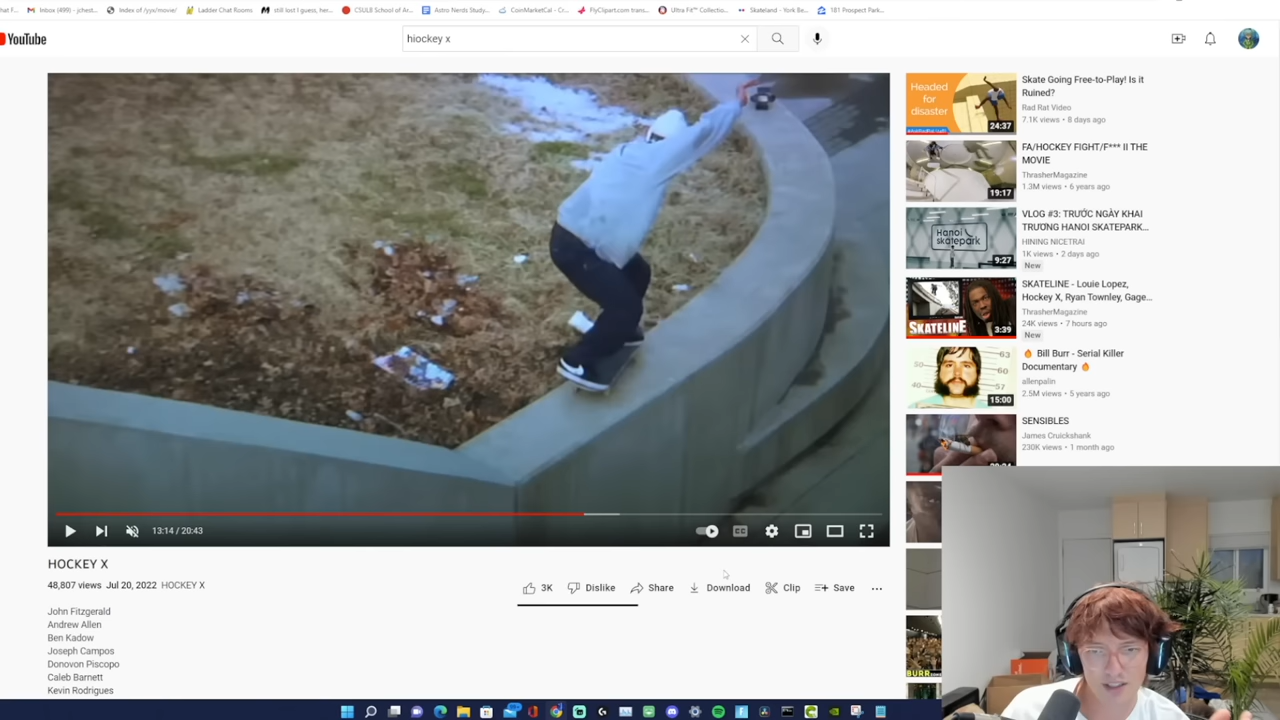 Inbox (499) - jchest...
Index of /yyx/movie/
Ladder Chat Rooms
still lost I guess, her...
CSULB School of Ar...
Astro Nerds Study...
CoinMarketCal - Cr...
FlyClipart.com trans...
Ultra Fit™ Collectio...
Skateland - York Be...
181 Prospect Park...
YouTube
hiockey x
Headed for disaster
24:37
Skate Going Free-to-Play! Is it Ruined?
Rad Rat Video
7.1K views • 8 days ago
19:17
FA/HOCKEY FIGHT/F*** II THE MOVIE
ThrasherMagazine
1.3M views • 6 years ago
Hanoi skatepark
9:27
VLOG #3: TRƯỚC NGÀY KHAI TRƯƠNG HANOI SKATEPARK...
HINING NICETRAI
1K views • 2 days ago
New
SKATELINE
3:39
SKATELINE - Louie Lopez, Hockey X, Ryan Townley, Gage...
ThrasherMagazine
24K views • 7 hours ago
New
15:00
🔥 Bill Burr - Serial Killer Documentary 🔥
allenpalin
2.5M views • 5 years ago
SENSIBLES
James Cruickshank
230K views • 1 month ago
BURR
13:14 / 20:43
CC
HOCKEY X
48,807 views Jul 20, 2022 HOCKEY X
3K Dislike Share Download Clip Save ...
John Fitzgerald
Andrew Allen
Ben Kadow
Joseph Campos
Donovon Piscopo
Caleb Barnett
Kevin Rodrigues